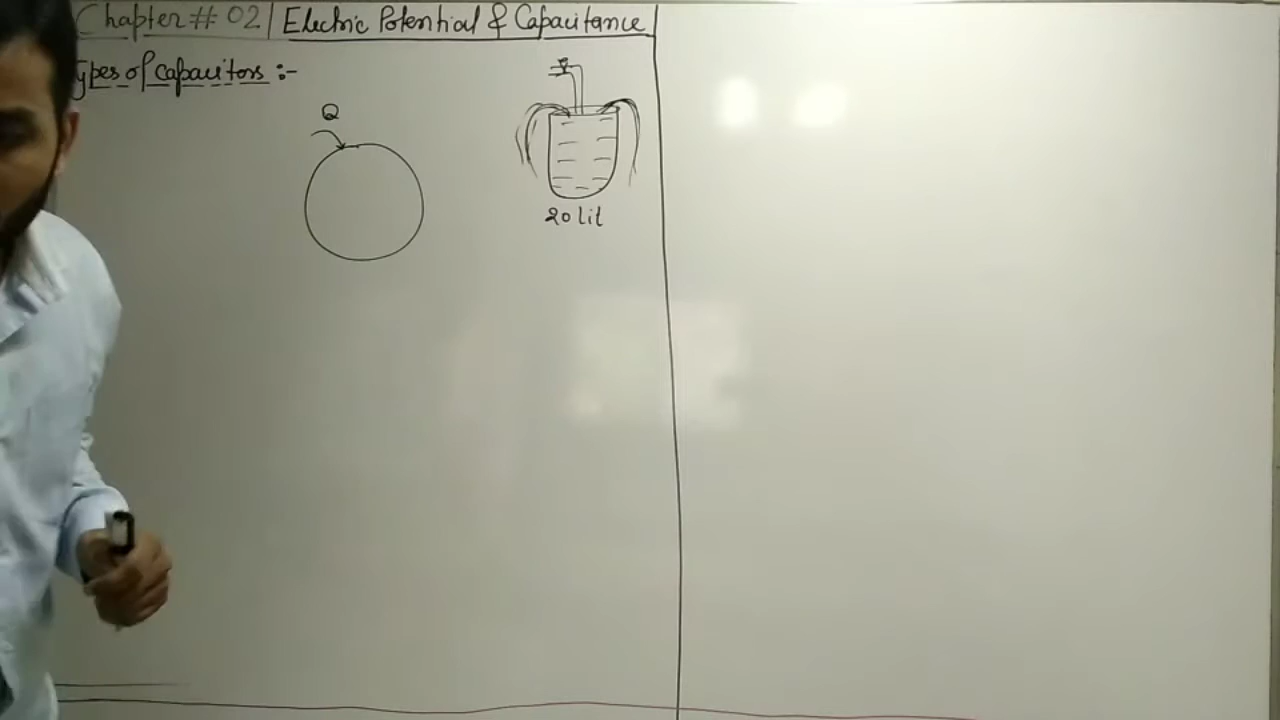 Chapter # 02 | Electric Potential & Capacitance
Types of Capacitors :-
Q
20 lit